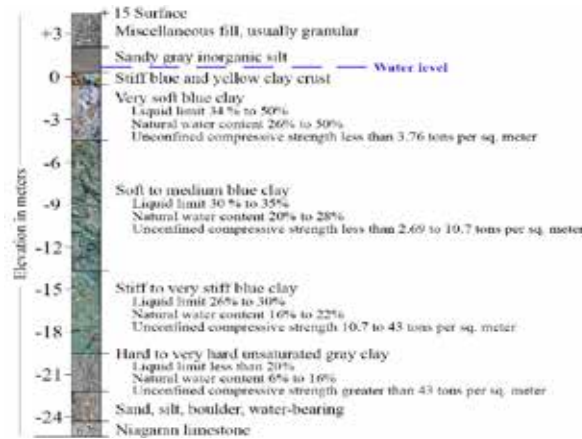 + 15 Surface
+3
Miscellaneous fill, usually granular
Sandy gray inorganic silt
Water level
0
Stiff blue and yellow clay crust
Very soft blue clay
Liquid limit 34 % to 50%
-3
Natural water content 26% to 50%
Unconfined compressive strength less than 3.76 tons per sq. meter
-6
Soft to medium blue clay
Liquid limit 30 % to 35%
-9
Natural water content 20% to 28%
Unconfined compressive strength less than 2.69 to 10.7 tons per sq. meter
-12
Elevation in meters
-15
Stiff to very stiff blue clay
Liquid limit 26% to 30%
Natural water content 16% to 22%
-18
Unconfined compressive strength 10.7 to 43 tons per sq. meter
Hard to very hard unsaturated gray clay
Liquid limit less than 20%
-21
Natural water content 6% to 16%
Unconfined compressive strength greater than 43 tons per sq. meter
Sand, silt, boulder, water-bearing
-24
Niagaran limestone